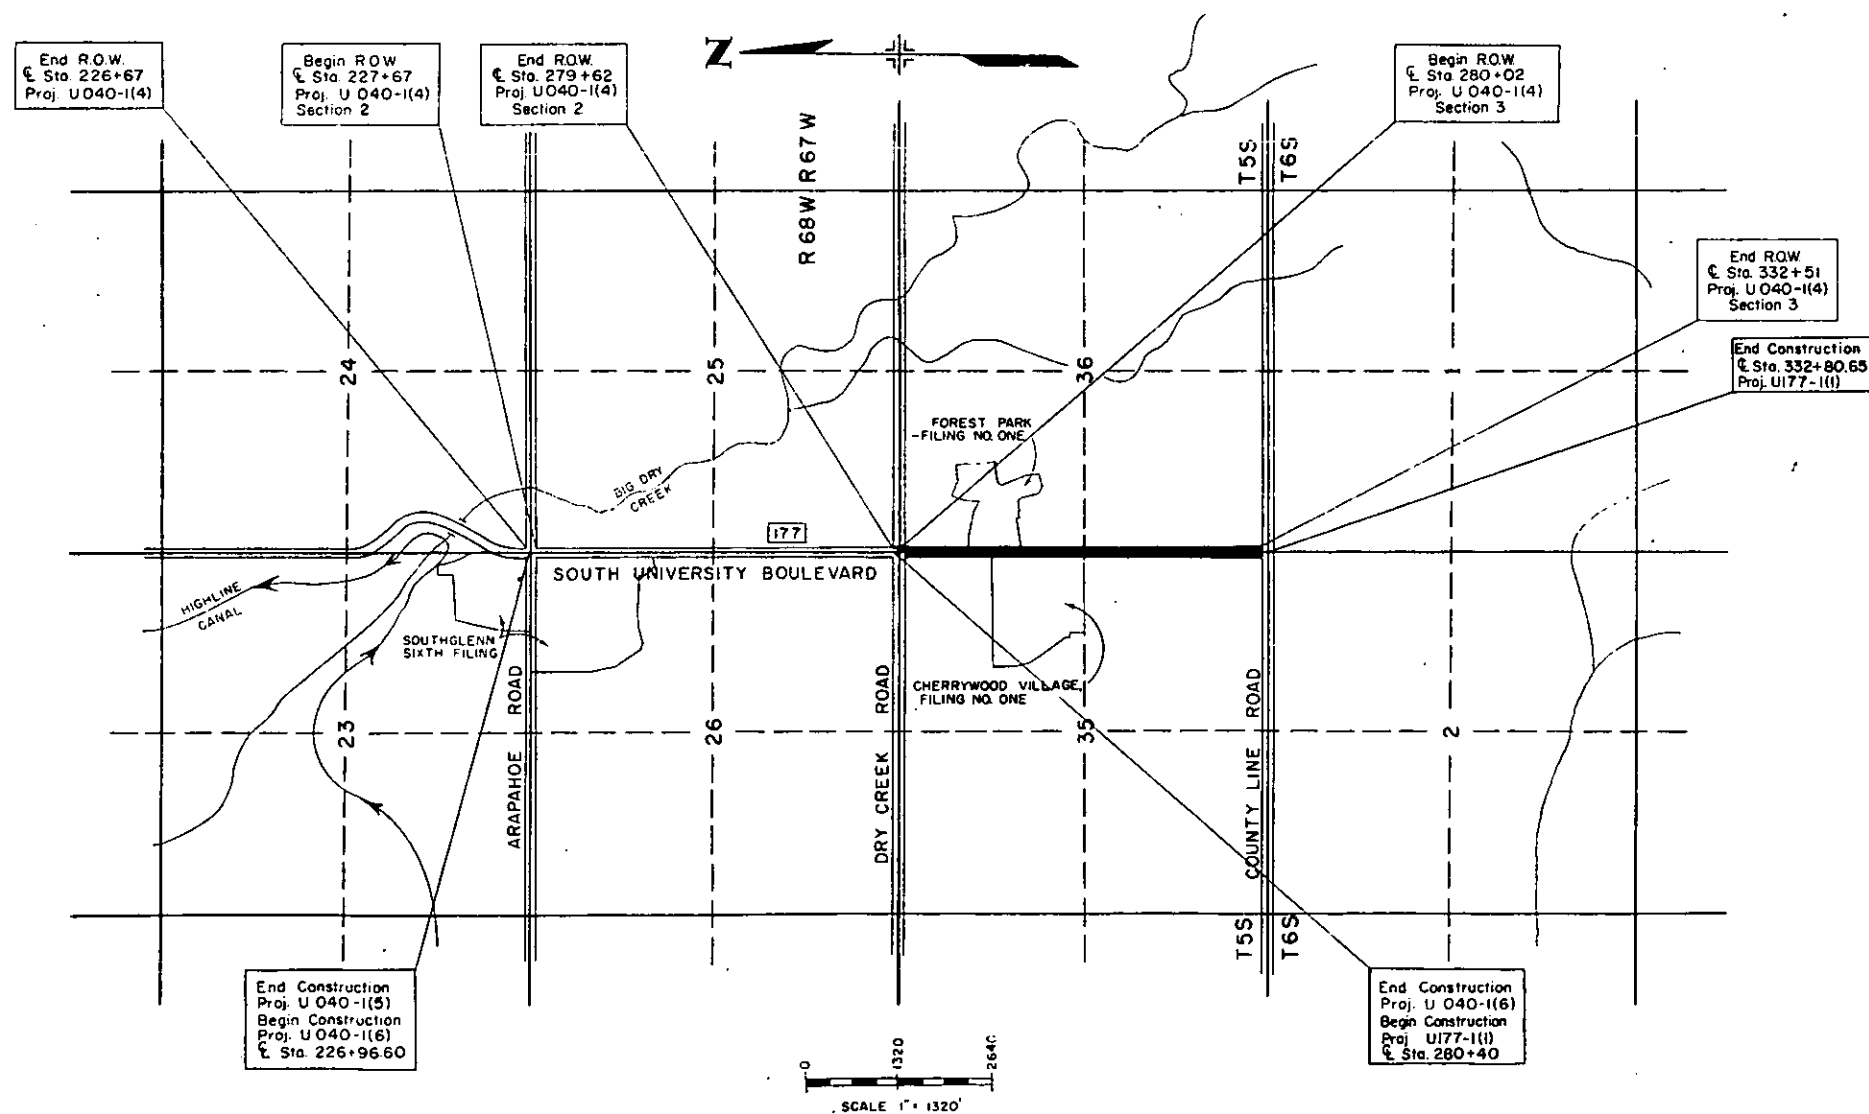 End R.O.W.
℄ Sta. 226+67
Proj. U 040-1(4)
Begin R O W
℄ Sta. 227+67
Proj. U 040-1(4)
Section 2
End R.O.W.
℄ Sta. 279+62
Proj. U 040-1(4)
Section 2
Z
Begin R.O.W.
℄ Sta. 280+02
Proj. U 040-1(4)
Section 3
R 68W R 67 W
T5S
T6S
End R.O.W.
℄ Sta. 332+51
Proj. U 040-1(4)
Section 3
End Construction
℄ Sta. 332+80.65
Proj. U177-1(1)
24
25
36
1
FOREST PARK
FILING NO. ONE
BIG DRY
CREEK
177
SOUTH UNIVERSITY BOULEVARD
HIGHLINE
CANAL
SOUTHGLENN
SIXTH FILING
CHERRYWOOD VILLAGE,
FILING NO. ONE
ARAPAHOE ROAD
DRY CREEK ROAD
COUNTY LINE ROAD
23
26
35
2
T5S
T6S
End Construction
Proj. U 040-1(5)
Begin Construction
Proj. U 040-1(6)
℄ Sta. 226+96.60
End Construction
Proj. U 040-1(6)
Begin Construction
Proj U177-1(1)
℄ Sta. 280+40
0 1320 2640
SCALE 1" = 1320'